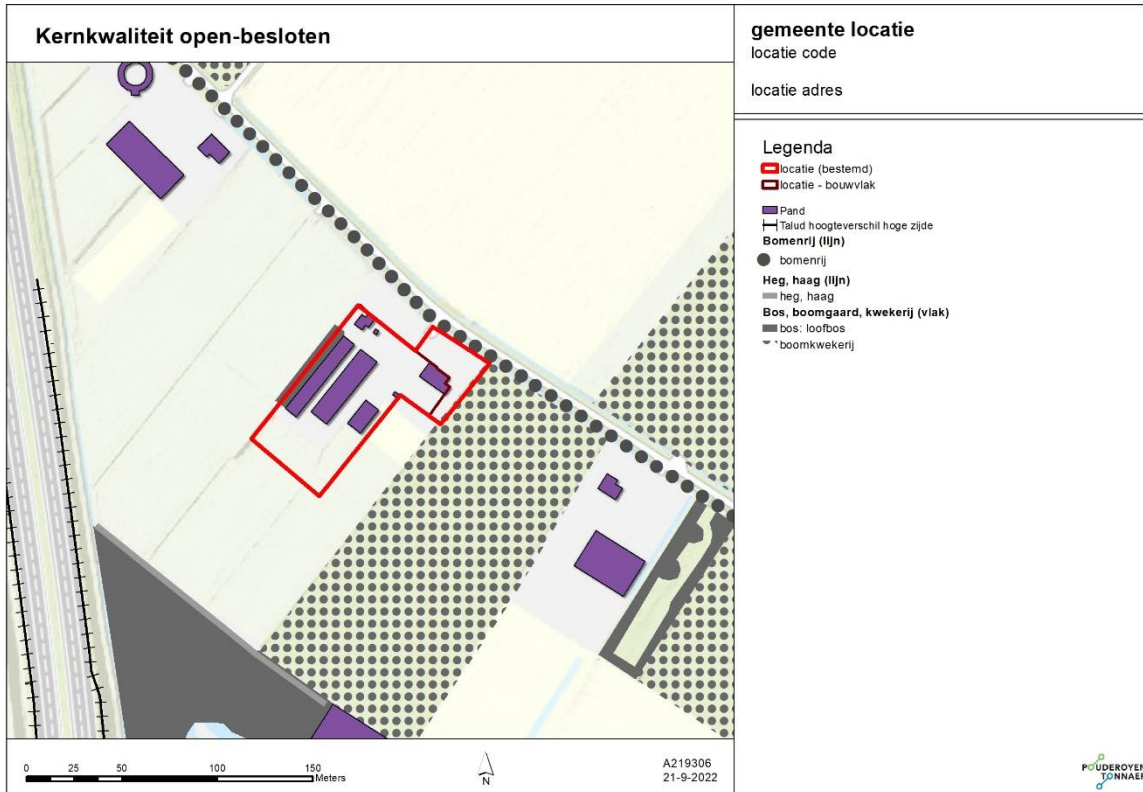 Kernkwaliteit open-besloten
gemeente locatie
locatie code
locatie adres
Legenda
locatie (bestemd)
locatie - bouwvlak
Pand
Talud hoogteverschil hoge zijde
Bomenrij (lijn)
bomenrij
Heg, haag (lijn)
heg, haag
Bos, boomgaard, kwekerij (vlak)
bos: loofbos
boomkwekerij
0 25 50 100 150
Meters
N
A219306
21-9-2022
POUDEROYEN
TONNAER